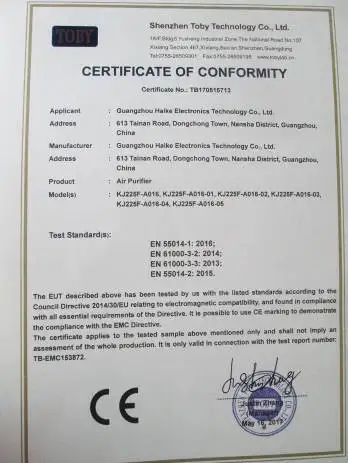 TOBY
Shenzhen Toby Technology Co., Ltd.
CERTIFICATE OF CONFORMITY
Certificate No.: TB170515713
Applicant : Guangzhou Haike Electronics Technology Co., Ltd.
Address : 613 Tainan Road, Dongchong Town, Nansha District, Guangzhou,
China
Manufacturer : Guangzhou Haike Electronics Technology Co., Ltd.
Address : 613 Tainan Road, Dongchong Town, Nansha District, Guangzhou,
China
Product : Air Purifier
Model(s) : KJ225F-A016, KJ225F-A016-01, KJ225F-A016-02, KJ225F-A016-03,
KJ225F-A016-04, KJ225F-A016-05
Test Standard(s):
EN 55014-1: 2016;
EN 61000-3-2: 2014;
EN 61000-3-3: 2013;
EN 55014-2: 2015.
The EUT described above has been tested by us with the listed standards according to the
Council Directive 2014/30/EU relating to electromagnetic compatibility, and found in compliance
with all essential requirements of the Directive. It is possible to use CE marking to demonstrate
the compliance with the EMC Directive.
The certificate applies to the tested sample above mentioned only and shall not imply an
assessment of the whole production. It is only valid in connection with the test report number:
TB-EMC153872.
CE
Manager
May 16, 2017